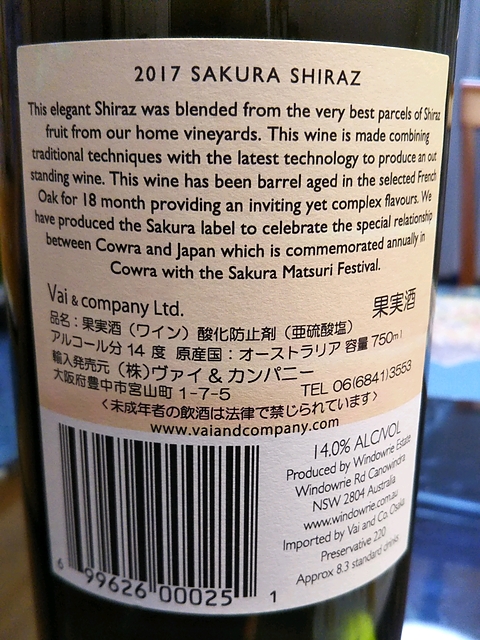 2017 SAKURA SHIRAZ
This elegant Shiraz was blended from the very best parcels of Shiraz
fruit from our home vineyards. This wine is made combining
traditional techniques with the latest technology to produce an out
standing wine. This wine has been barrel aged in the selected French
Oak for 18 month providing an inviting yet complex flavours. We
have produced the Sakura label to celebrate the special relationship
between Cowra and Japan which is commemorated annually in
Cowra with the Sakura Matsuri Festival.
Vai & company Ltd.
果実酒
品名：果実酒（ワイン）酸化防止剤（亜硫酸塩）
アルコール分 14 度 原産国：オーストラリア 容量 750ml
輸入発売元（株）ヴァイ＆カンパニー
大阪府豊中市宮山町 1-7-5 TEL 06(6841)3553
〈未成年者の飲酒は法律で禁じられています〉
www.vaiandcompany.com
14.0% ALC/VOL
Produced by Windowrie Estate
Windowrie Rd Canowindra
NSW 2804 Australia
www.windowrie.com.au
Imported by Vai and Co. Osaka
Preservative 220
Approx 8.3 standard drinks
6 99626 00025 1